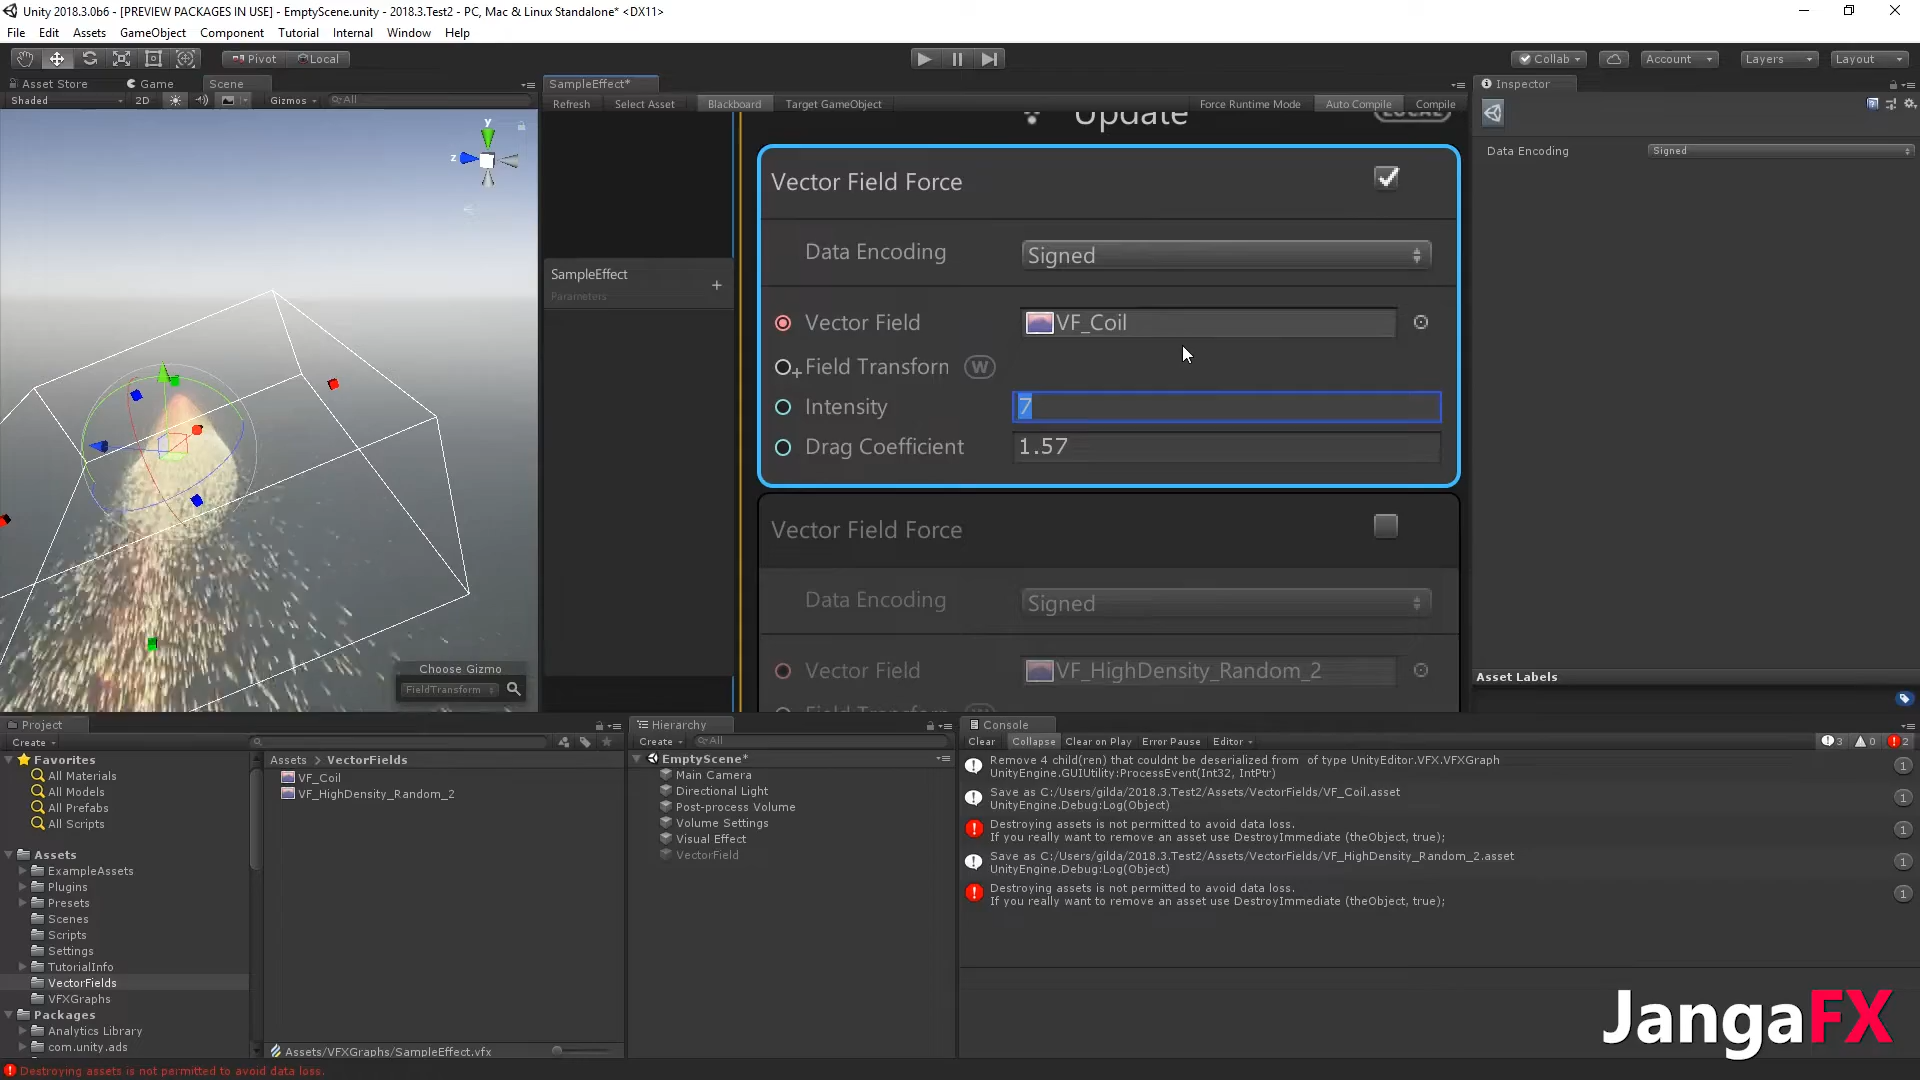 Unity 2018.3.0b6 - [PREVIEW PACKAGES IN USE] - EmptyScene.unity - 2018.3.Test2 - PC, Mac & Linux Standalone* <DX11>
File Edit Assets GameObject Component Tutorial Internal Window Help
Pivot Local Collab Account Layers Layout
Asset Store Game Scene
Shaded 2D Gizmos All
y
z
Choose Gizmo
FieldTransform
SampleEffect*
Refresh Select Asset Blackboard Target GameObject Force Runtime Mode Auto Compile Compile
SampleEffect +
Parameters
Update LOCAL
Vector Field Force
Data Encoding Signed
Vector Field VF_Coil
Field Transforn W
Intensity 7
Drag Coefficient 1.57
Vector Field Force
Data Encoding Signed
Vector Field VF_HighDensity_Random_2
Field Transforn
Inspector
Data Encoding Signed
Asset Labels
Project
Create
Favorites
All Materials
All Models
All Prefabs
All Scripts
Assets
ExampleAssets
Plugins
Presets
Scenes
Scripts
Settings
TutorialInfo
VectorFields
VFXGraphs
Packages
Analytics Library
com.unity.ads
Assets > VectorFields
VF_Coil
VF_HighDensity_Random_2
Assets/VFXGraphs/SampleEffect.vfx
Hierarchy
Create All
EmptyScene*
Main Camera
Directional Light
Post-process Volume
Volume Settings
Visual Effect
VectorField
Console
Clear Collapse Clear on Play Error Pause Editor 3 0 2
Remove 4 child(ren) that couldnt be deserialized from of type UnityEditor.VFX.VFXGraph
UnityEngine.GUIUtility:ProcessEvent(Int32, IntPtr)
1
Save as C:/Users/gilda/2018.3.Test2/Assets/VectorFields/VF_Coil.asset
UnityEngine.Debug:Log(Object)
1
Destroying assets is not permitted to avoid data loss.
If you really want to remove an asset use DestroyImmediate (theObject, true);
1
Save as C:/Users/gilda/2018.3.Test2/Assets/VectorFields/VF_HighDensity_Random_2.asset
UnityEngine.Debug:Log(Object)
1
Destroying assets is not permitted to avoid data loss.
If you really want to remove an asset use DestroyImmediate (theObject, true);
1
JangaFX
Destroying assets is not permitted to avoid data loss.